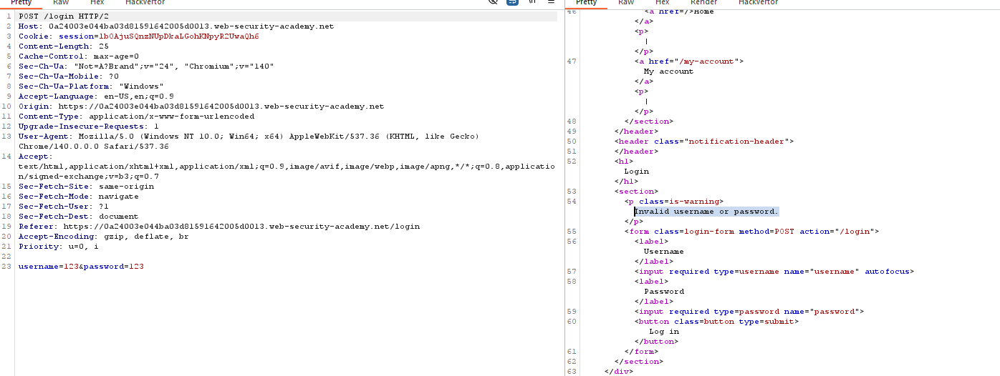 Pretty Raw Hex Hackvertor \n
1 POST /login HTTP/2
2 Host: 0a24003e044ba03d81591642005d0013.web-security-academy.net
3 Cookie: session=lb0AjuSQnzNUpDkaLGohKNpyR2UwaQh6
4 Content-Length: 25
5 Cache-Control: max-age=0
6 Sec-Ch-Ua: "Not=A?Brand";v="24", "Chromium";v="140"
7 Sec-Ch-Ua-Mobile: ?0
8 Sec-Ch-Ua-Platform: "Windows"
9 Accept-Language: en-US,en;q=0.9
10 Origin: https://0a24003e044ba03d81591642005d0013.web-security-academy.net
11 Content-Type: application/x-www-form-urlencoded
12 Upgrade-Insecure-Requests: 1
13 User-Agent: Mozilla/5.0 (Windows NT 10.0; Win64; x64) AppleWebKit/537.36 (KHTML, like Gecko)
Chrome/140.0.0.0 Safari/537.36
14 Accept:
text/html,application/xhtml+xml,application/xml;q=0.9,image/avif,image/webp,image/apng,*/*;q=0.8,applicatio
n/signed-exchange;v=b3;q=0.7
15 Sec-Fetch-Site: same-origin
16 Sec-Fetch-Mode: navigate
17 Sec-Fetch-User: ?1
18 Sec-Fetch-Dest: document
19 Referer: https://0a24003e044ba03d81591642005d0013.web-security-academy.net/login
20 Accept-Encoding: gzip, deflate, br
21 Priority: u=0, i
22
23 username=123&password=123
Pretty Raw Hex Render Hackvertor
46 <a href=/>Home
</a>
<p>
|
</p>
47 <a href="/my-account">
My account
</a>
<p>
|
</p>
48 </section>
49 </header>
50 <header class="notification-header">
51 </header>
52 <h1>
Login
</h1>
53 <section>
54 <p class=is-warning>
Invalid username or password.
</p>
55 <form class=login-form method=POST action="/login">
56 <label>
Username
</label>
57 <input required type=username name="username" autofocus>
58 <label>
Password
</label>
59 <input required type=password name="password">
60 <button class=button type=submit>
Log in
</button>
61 </form>
62 </section>
63 </div>